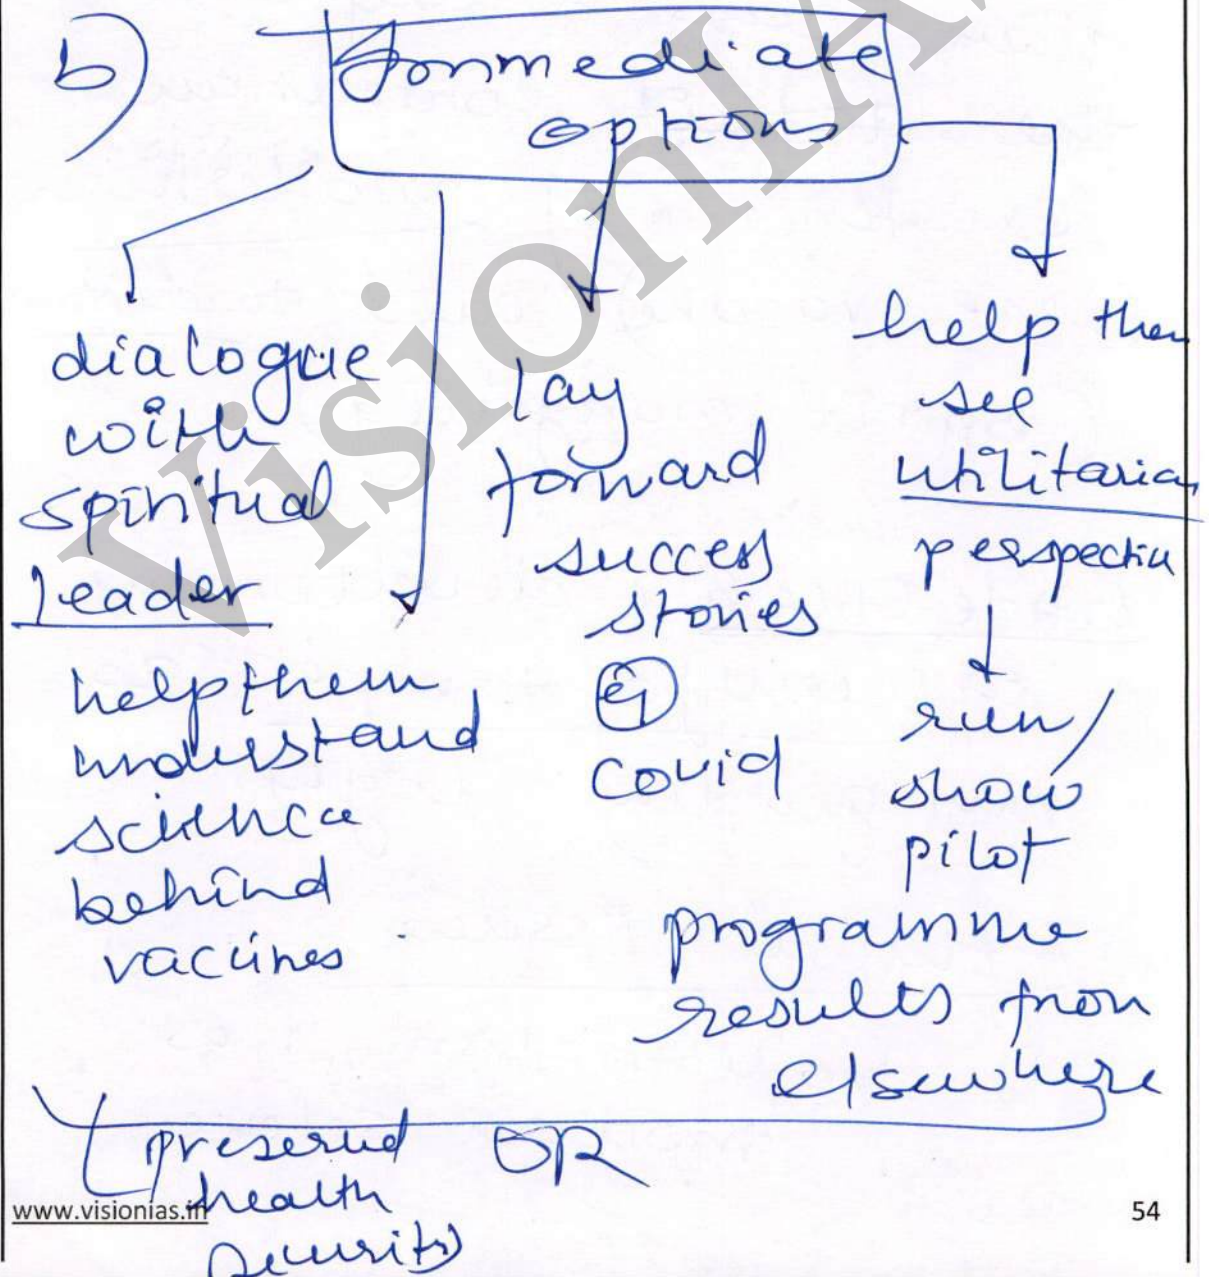 b)
Immediate
options
dialogue
with
spiritual
leader
help them
understand
science
behind
vaccines
lay
forward
success
stories
eg
covid
help them
see
utilitarian
perspective
run/
show
pilot
programme
results from
elsewhere
preserved OR
health
security
www.visionias.in
54
VisionIA